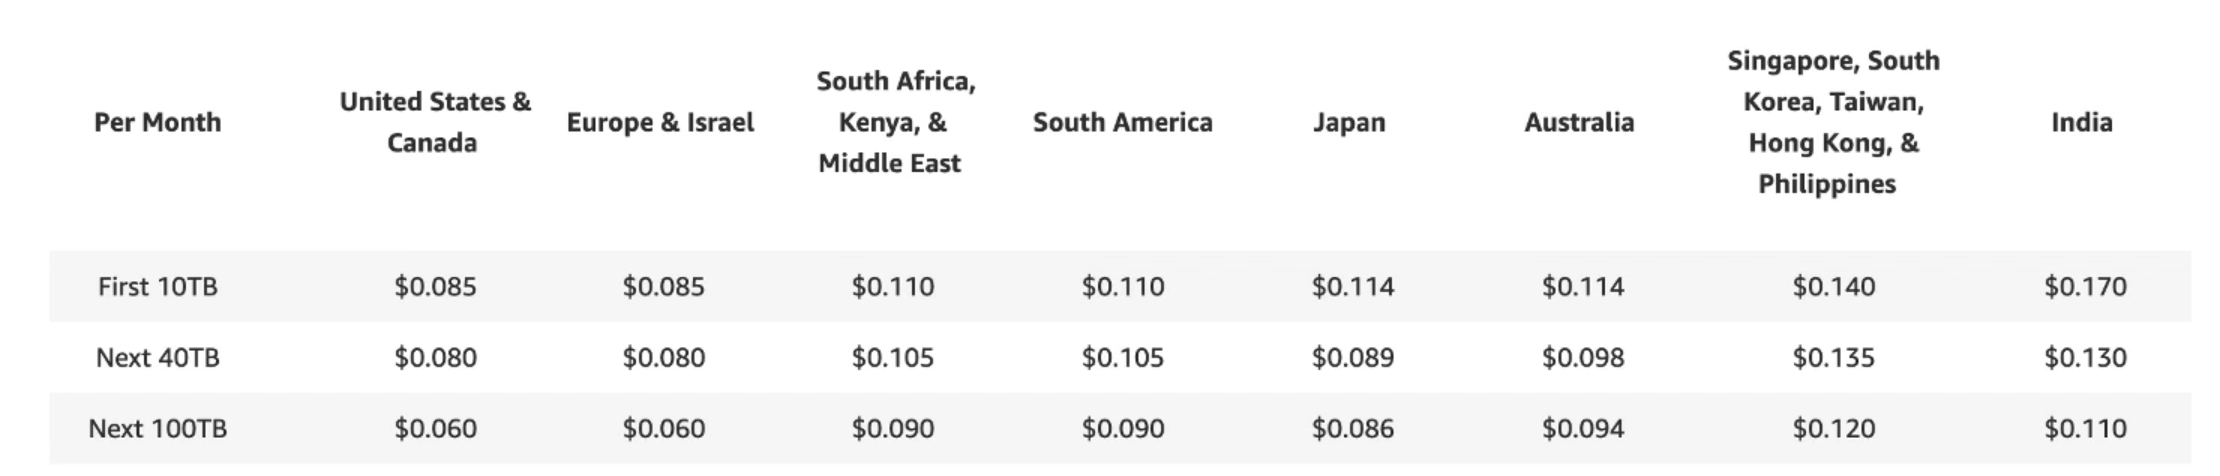 Per Month United States & Canada Europe & Israel South Africa, Kenya, & Middle East South America Japan Australia Singapore, South Korea, Taiwan, Hong Kong, & Philippines India
First 10TB $0.085 $0.085 $0.110 $0.110 $0.114 $0.114 $0.140 $0.170
Next 40TB $0.080 $0.080 $0.105 $0.105 $0.089 $0.098 $0.135 $0.130
Next 100TB $0.060 $0.060 $0.090 $0.090 $0.086 $0.094 $0.120 $0.110